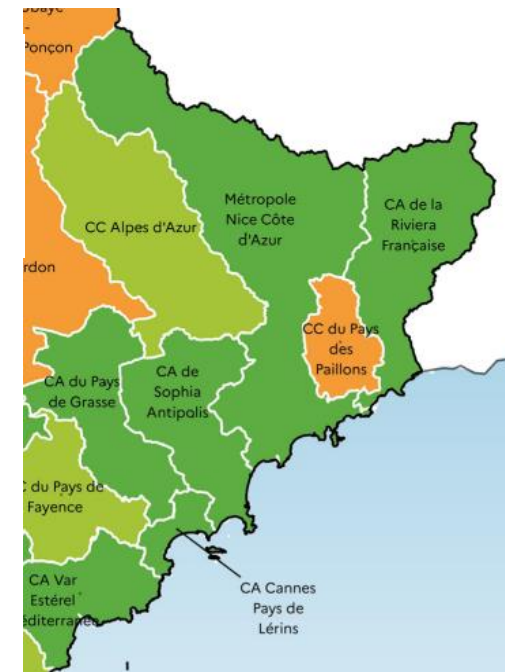 Ponçon
Métropole
Nice Côte
d'Azur
CA de la
Riviera
Française
CC Alpes d'Azur
rdon
CC du Pays
des
Paillons
CA du Pays
de Grasse
CA de
Sophia
Antipolis
du Pays de
Fayence
CA Var
Estérel
éditerranée
CA Cannes
Pays de
Lérins